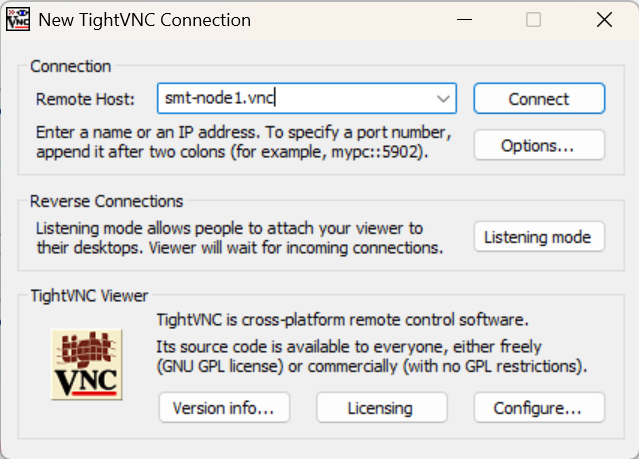 New TightVNC Connection
Connection
Remote Host: smt-node1.vnc Connect
Enter a name or an IP address. To specify a port number,
append it after two colons (for example, mypc::5902).
Options...
Reverse Connections
Listening mode allows people to attach your viewer to
their desktops. Viewer will wait for incoming connections.
Listening mode
TightVNC Viewer
TightVNC is cross-platform remote control software.
Its source code is available to everyone, either freely
(GNU GPL license) or commercially (with no GPL restrictions).
tight
VNC
Version info... Licensing Configure...